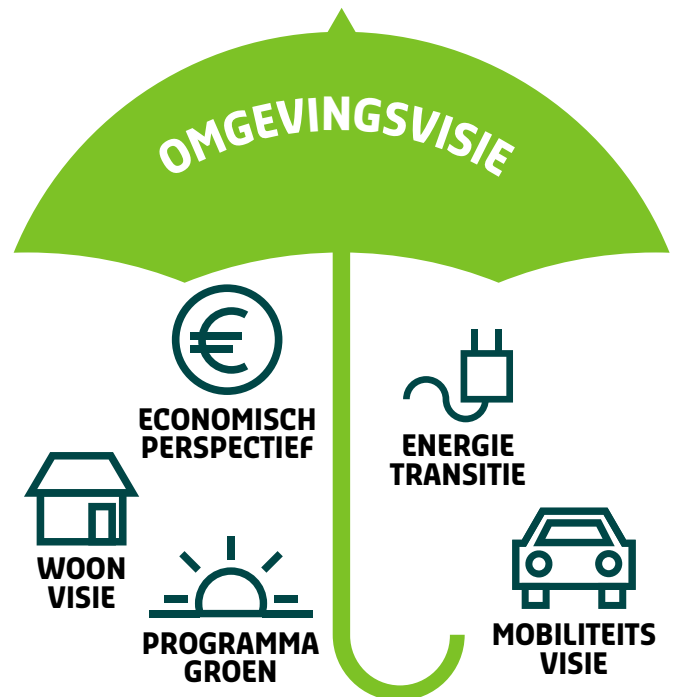 OMGEVINGSVISIE
ECONOMISCH
PERSPECTIEF
ENERGIE
TRANSITIE
WOON
VISIE
PROGRAMMA
GROEN
MOBILITEITS
VISIE